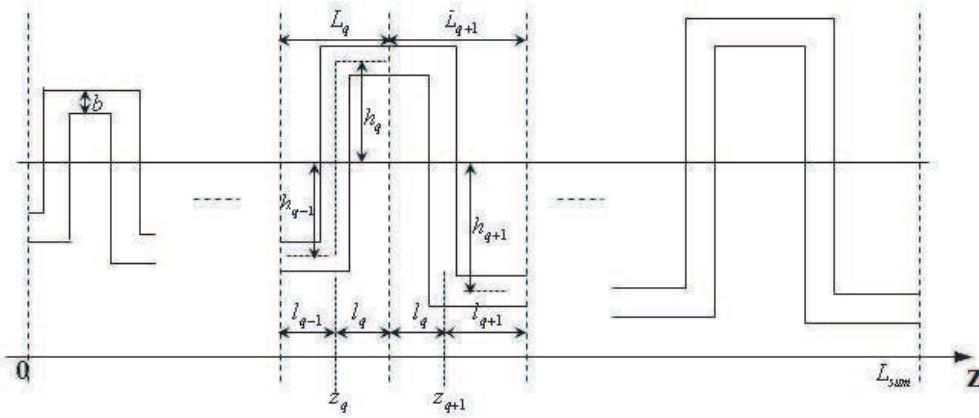 L_q L_{q+1}
b
h_q
h_{q-1} h_{q+1}
l_{q-1} l_q l_q l_{q+1}
0 L_{sum} z
z_q z_{q+1}